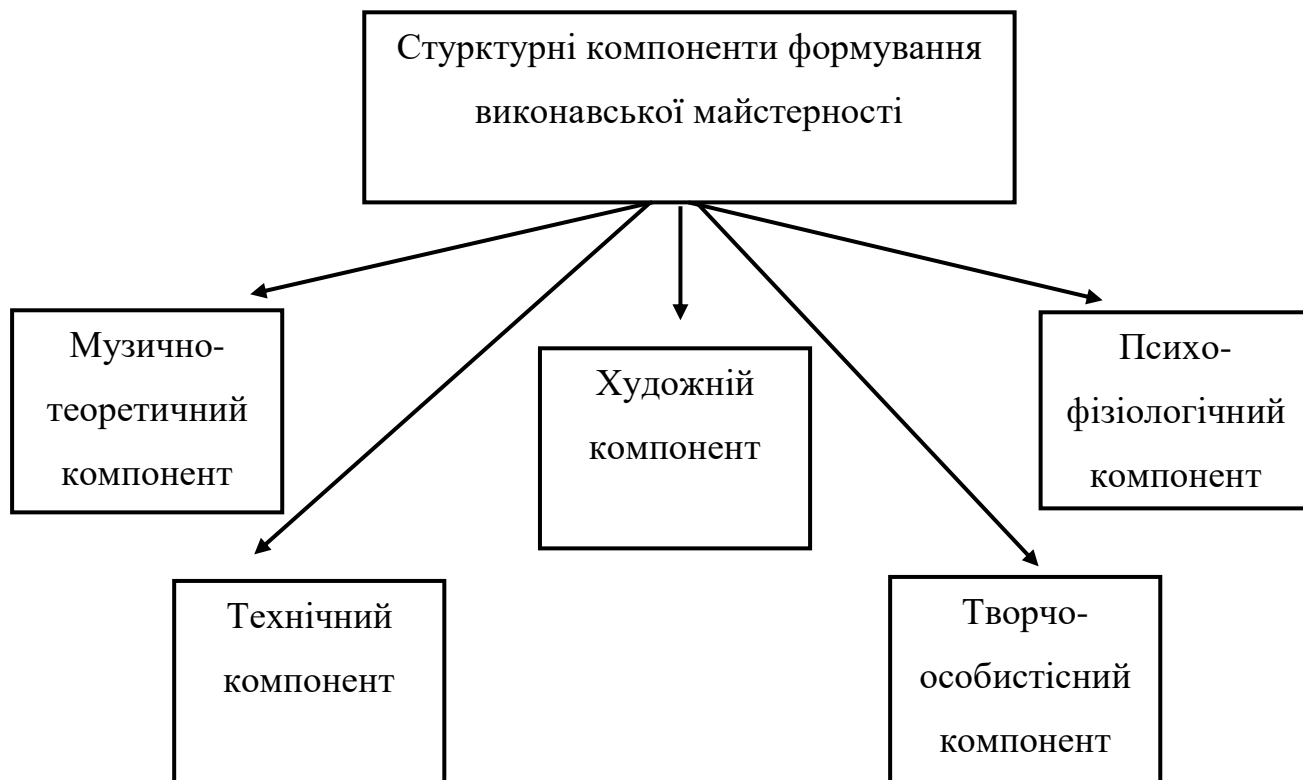 Стурктурні компоненти формування
виконавської майстерності
Музично-
теоретичний
компонент
Художній
компонент
Психо-
фізіологічний
компонент
Технічний
компонент
Творчо-
особистісний
компонент